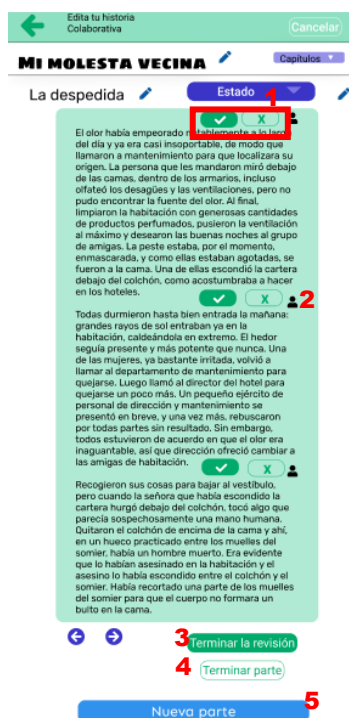 Edita tu historia
Colaborativa
Cancelar
MI MOLESTA VECINA
Capítulos
La despedida
Estado
1
X
El olor había empeorado notablemente a lo largo
del día y ya era casi insoportable, de modo que
llamaron a mantenimiento para que localizara su
origen. La persona que les mandaron miró debajo
de las camas, dentro de los armarios, incluso
olfateó los desagües y las ventilaciones, pero no
pudo encontrar la fuente del olor. Al final,
limpiaron la habitación con generosas cantidades
de productos perfumados, pusieron la ventilación
al máximo y desearon las buenas noches al grupo
de amigas. La peste estaba, por el momento,
enmascarada, y como ellas estaban agotadas, se
fueron a la cama. Una de ellas escondió la cartera
debajo del colchón, como acostumbraba a hacer
en los hoteles.
X
2
Todas durmieron hasta bien entrada la mañana:
grandes rayos de sol entraban ya en la
habitación, caldeándola en extremo. El hedor
seguía presente y más potente que nunca. Una
de las mujeres, ya bastante irritada, volvió a
llamar al departamento de mantenimiento para
quejarse. Luego llamó al director del hotel para
quejarse un poco más. Un pequeño ejército de
personal de dirección y mantenimiento se
presentó en breve, y una vez más, rebuscaron
por todas partes sin resultado. Sin embargo,
todos estuvieron de acuerdo en que el olor era
inaguantable, así que dirección ofreció cambiar a
las amigas de habitación.
X
Recogieron sus cosas para bajar al vestíbulo,
pero cuando la señora que había escondido la
cartera hurgó debajo del colchón, tocó algo que
parecía sospechosamente una mano humana.
Quitaron el colchón de encima de la cama y ahí,
en un hueco practicado entre los muelles del
somier, había un hombre muerto. Era evidente
que lo habían asesinado en la habitación y el
asesino lo había escondido entre el colchón y el
somier. Había recortado una parte de los muelles
del somier para que el cuerpo no formara un
bulto en la cama.
3
Terminar la revisión
4
Terminar parte
5
Nueva parte